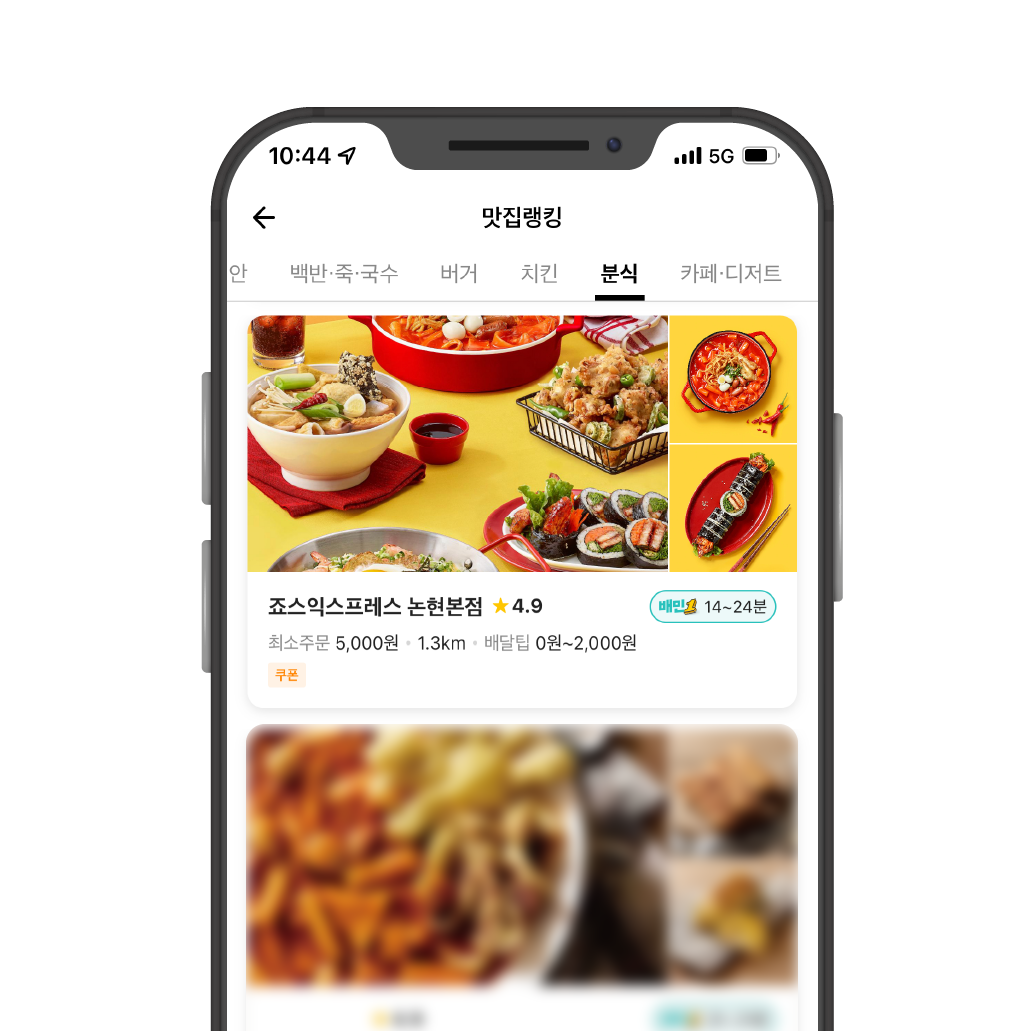 10:44 5G
맛집랭킹
안 백반·죽·국수 버거 치킨 분식 카페·디저트
죠스익스프레스 논현본점 4.9 배민1 14~24분
최소주문 5,000원 • 1.3km • 배달팁 0원~2,000원
쿠폰